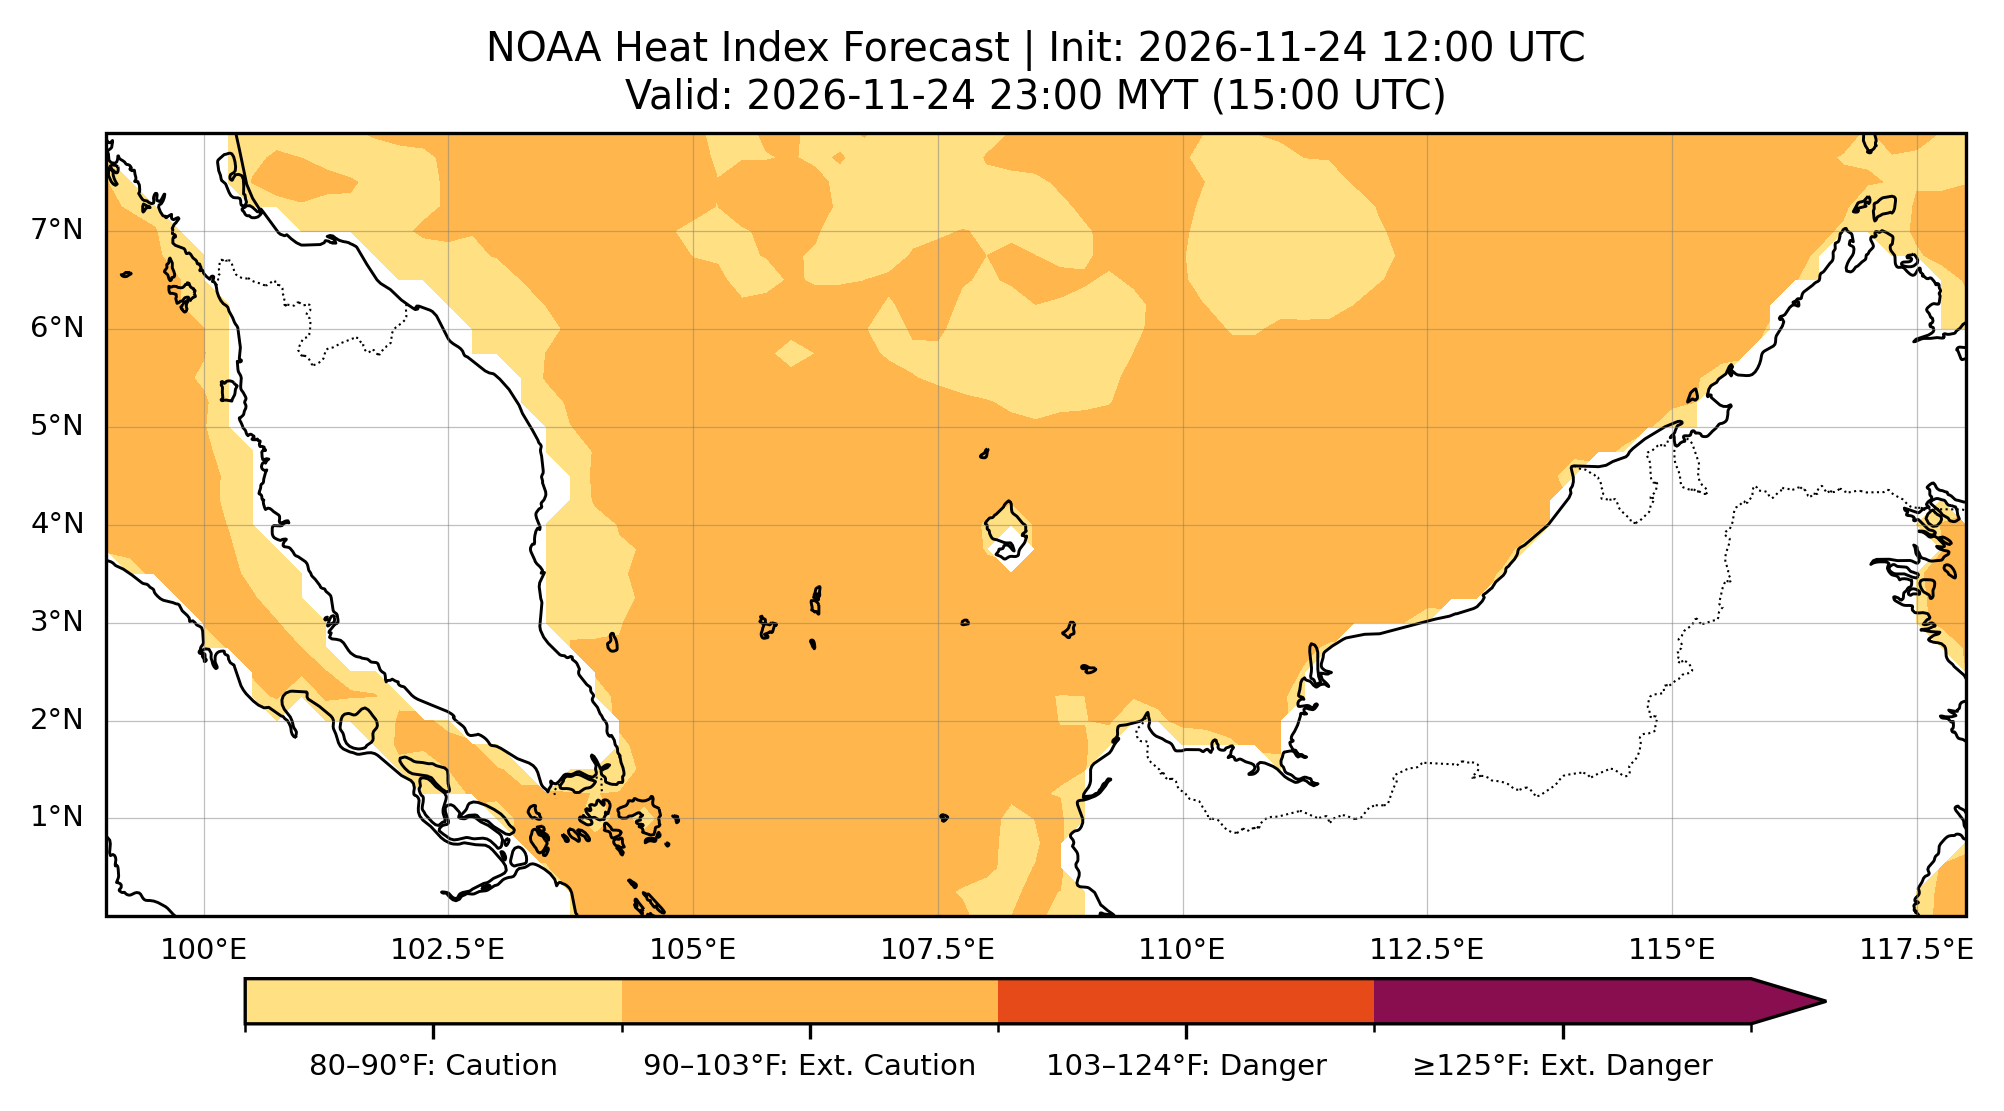 NOAA Heat Index Forecast | Init: 2026-11-24 12:00 UTC
Valid: 2026-11-24 23:00 MYT (15:00 UTC)
7°N
6°N
5°N
4°N
3°N
2°N
1°N
100°E
102.5°E
105°E
107.5°E
110°E
112.5°E
115°E
117.5°E
80–90°F: Caution
90–103°F: Ext. Caution
103–124°F: Danger
≥125°F: Ext. Danger